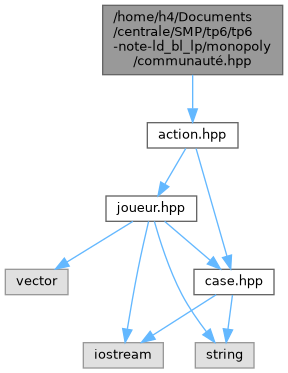 /home/h4/Documents
/centrale/SMP/tp6/tp6
-note-ld_bl_lp/monopoly
/communauté.hpp
action.hpp
joueur.hpp
vector
case.hpp
iostream
string